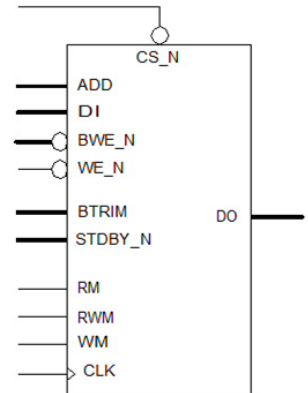 CS_N
ADD
DI
BWE_N
WE_N
BTRIM
DO
STDBY_N
RM
RWM
WM
CLK